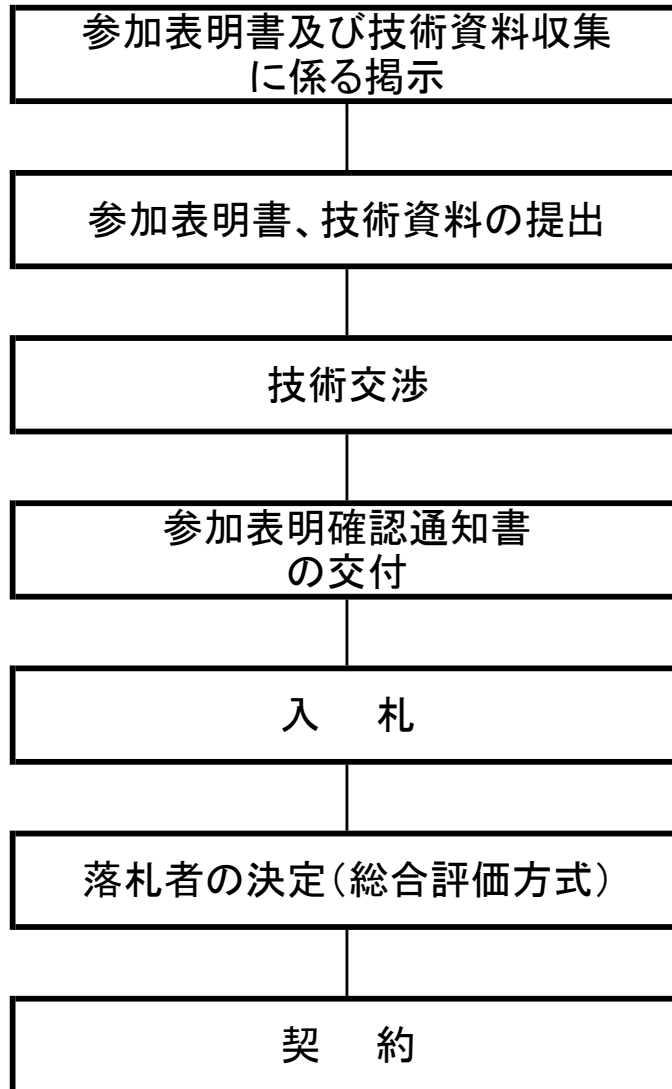 参加表明書及び技術資料収集
に係る掲示
参加表明書、技術資料の提出
技術交渉
参加表明確認通知書
の交付
入　札
落札者の決定（総合評価方式）
契　約